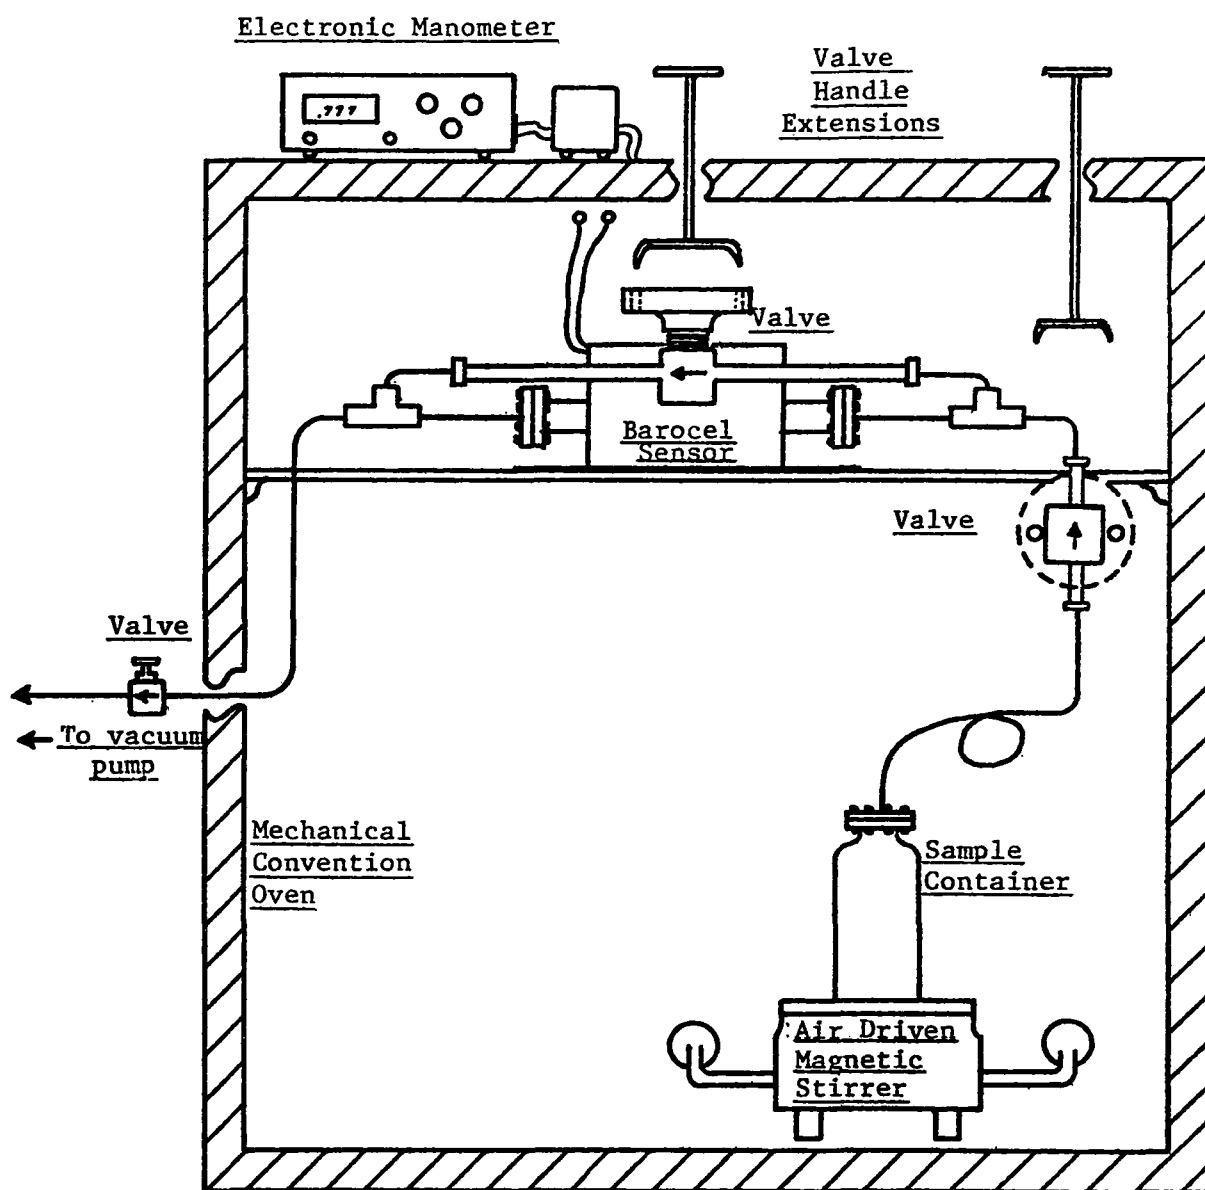 Electronic Manometer
Valve
Handle
Extensions
.777
Valve
Barocel
Sensor
Valve
Valve
To vacuum
pump
Mechanical
Convention
Oven
Sample
Container
Air Driven
Magnetic
Stirrer